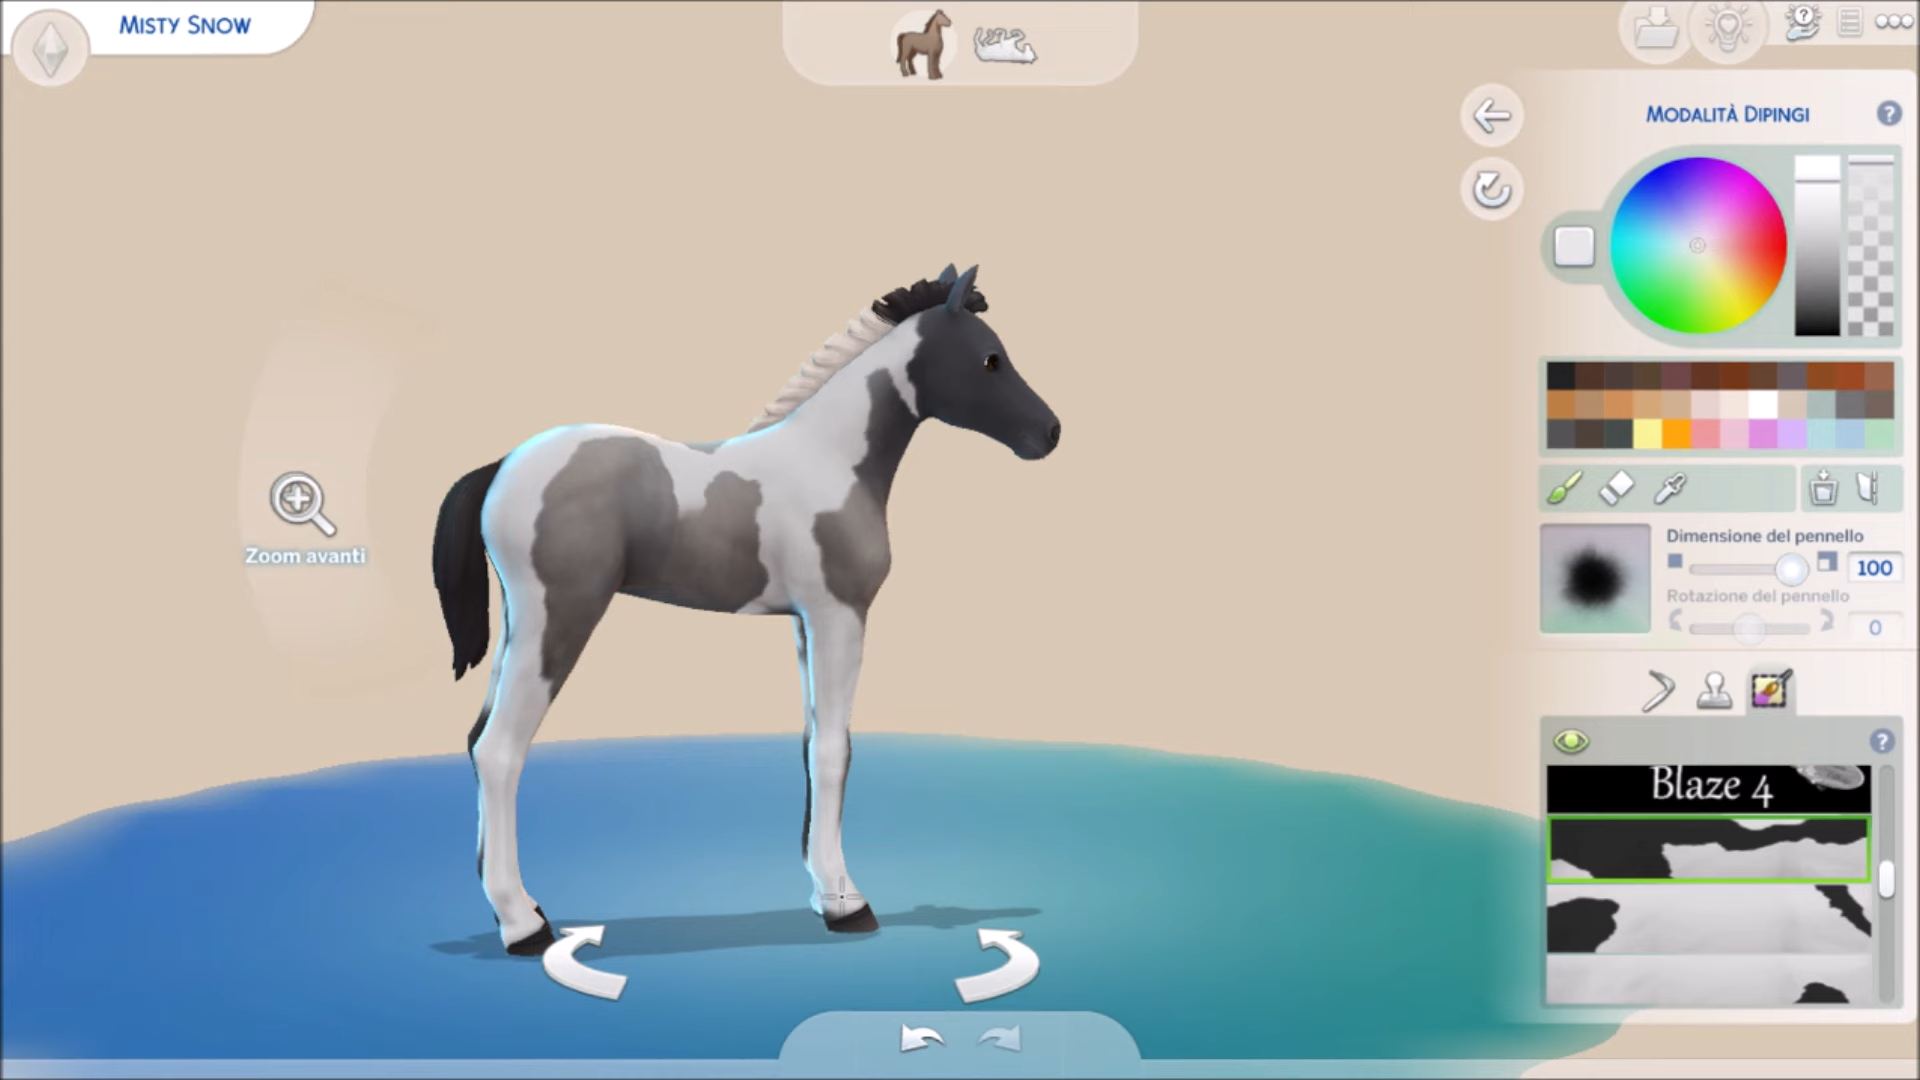 Misty Snow
Modalità Dipingi
?
?
Zoom avanti
Dimensione del pennello
100
Rotazione del pennello
0
?
Blaze 4